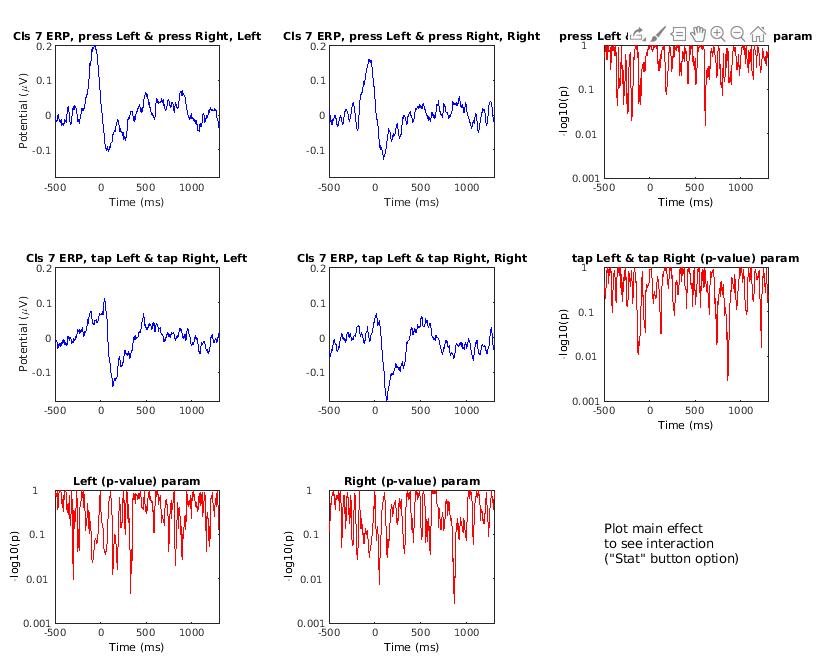 Cls 7 ERP, press Left & press Right, Left
Cls 7 ERP, press Left & press Right, Right
press Left & param
Potential (μV)
0.2
0.1
0
-0.1
-500 0 500 1000
Time (ms)
0.2
0.1
0
-0.1
-500 0 500 1000
Time (ms)
-log10(p)
1
0.1
0.01
0.001
-500 0 500 1000
Time (ms)
Cls 7 ERP, tap Left & tap Right, Left
Cls 7 ERP, tap Left & tap Right, Right
tap Left & tap Right (p-value) param
Potential (μV)
0.2
0.1
0
-0.1
-500 0 500 1000
Time (ms)
0.2
0.1
0
-0.1
-500 0 500 1000
Time (ms)
-log10(p)
1
0.1
0.01
0.001
-500 0 500 1000
Time (ms)
Left (p-value) param
Right (p-value) param
-log10(p)
1
0.1
0.01
0.001
-500 0 500 1000
Time (ms)
-log10(p)
1
0.1
0.01
0.001
-500 0 500 1000
Time (ms)
Plot main effect
to see interaction
("Stat" button option)